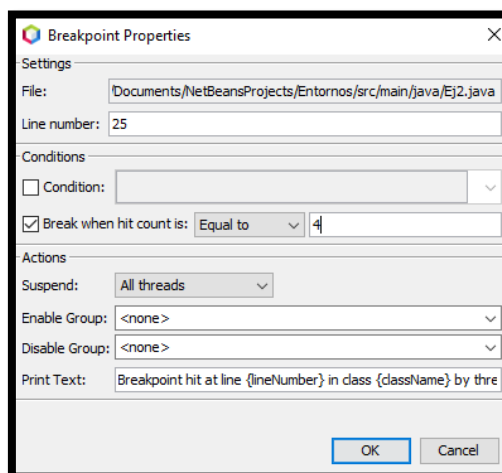 Breakpoint Properties
Settings
File: 'Documents/NetBeansProjects/Entornos/src/main/java/Ej2.java
Line number: 25
Conditions
Condition:
Break when hit count is: Equal to 4
Actions
Suspend: All threads
Enable Group: <none>
Disable Group: <none>
Print Text: Breakpoint hit at line {lineNumber} in class {className} by thre
OK Cancel